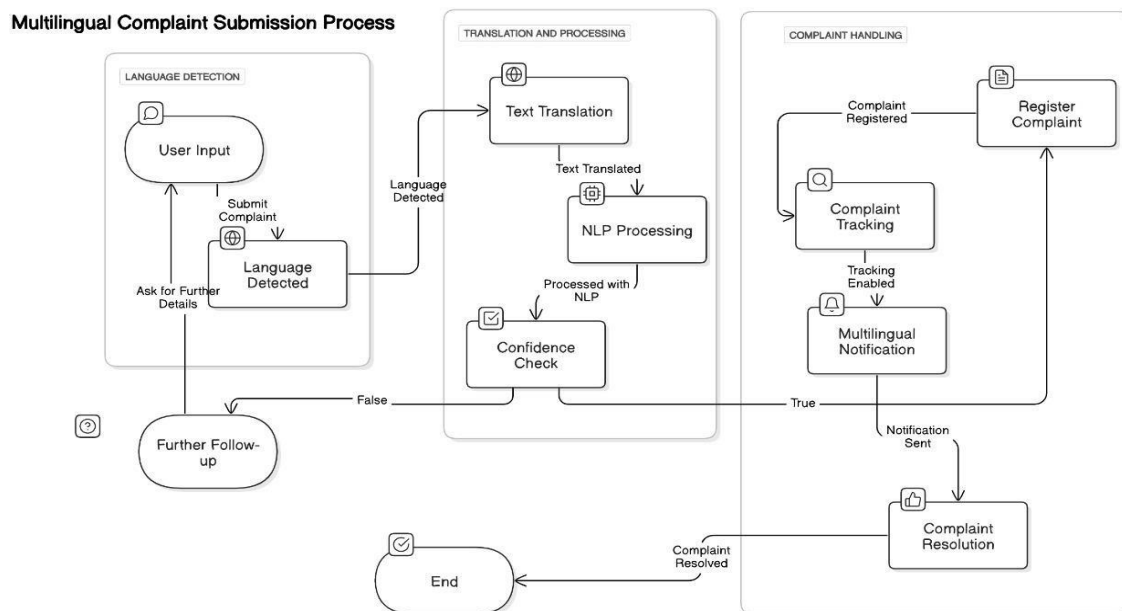 Multilingual Complaint Submission Process
LANGUAGE DETECTION
User Input
Submit
Complaint
Language
Detected
Ask for Further
Details
Further Follow-
up
Language
Detected
TRANSLATION AND PROCESSING
Text Translation
Text Translated
NLP Processing
Processed with
NLP
Confidence
Check
False
True
COMPLAINT HANDLING
Register
Complaint
Complaint
Registered
Complaint
Tracking
Tracking
Enabled
Multilingual
Notification
Notification
Sent
Complaint
Resolution
Complaint
Resolved
End